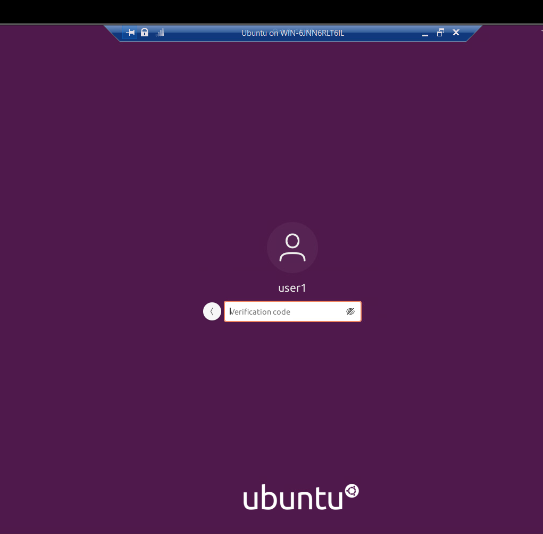 Ubuntu on WIN-6JNN6RLT6IL
user1
Verification code
ubuntu